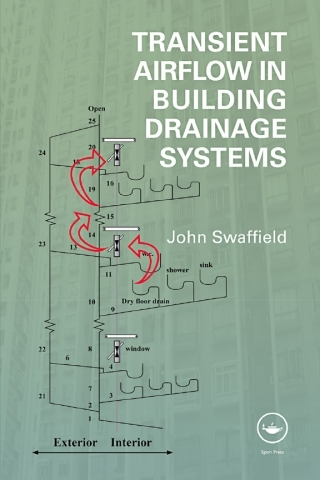 TRANSIENT
AIRFLOW IN
BUILDING
DRAINAGE
SYSTEMS
John Swaffield
Open
25
24
20
18
16
19
15
14
23
13
w.c.
11
shower
sink
10
Dry floor drain
9
22
8
window
6
4
7
3
21
2
1
Exterior Interior
Spon Press